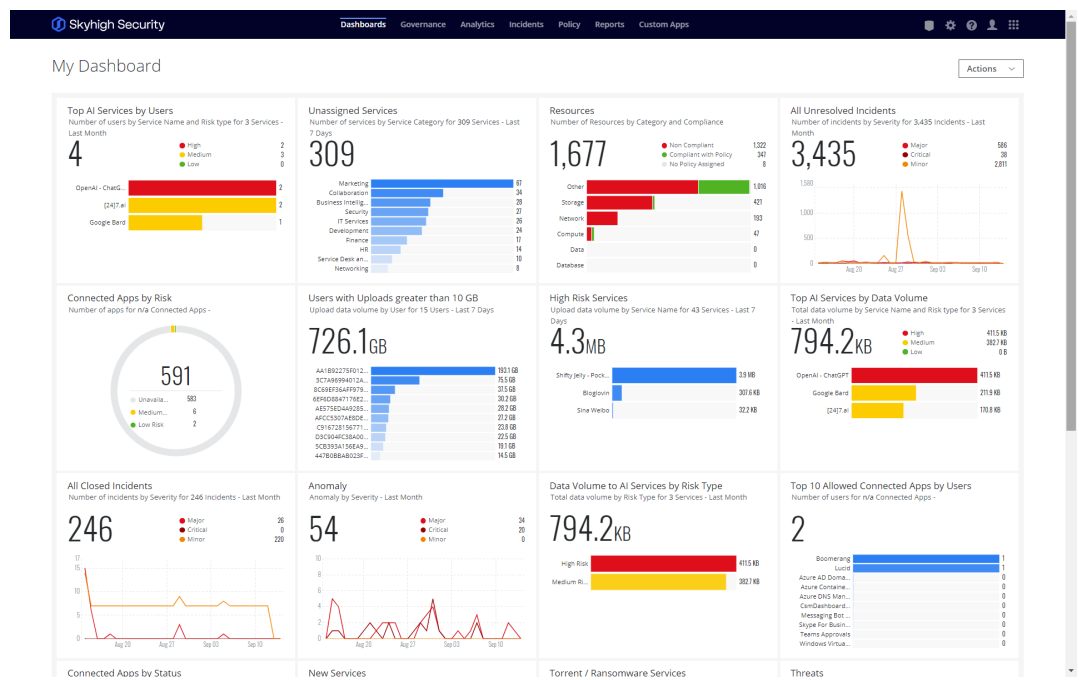 Skyhigh Security
Dashboards Governance Analytics Incidents Policy Reports Custom Apps
My Dashboard
Actions
Top AI Services by Users
Number of users by Service Name and Risk type for 3 Services -
Last Month
4
High 2
Medium 3
Low 0
OpenAI - ChatG... 2
[24]7.ai 2
Google Bard 1
Unassigned Services
Number of services by Service Category for 309 Services - Last
7 Days
309
Marketing 67
Collaboration 34
Business Intellig... 28
Security 27
IT Services 26
Development 24
Finance 17
HR 14
Service Desk an... 10
Networking 8
Resources
Number of Resources by Category and Compliance
1,677
Non Compliant 1,322
Compliant with Policy 347
No Policy Assigned 8
Other 1,016
Storage 421
Network 193
Compute 47
Data 0
Database 0
All Unresolved Incidents
Number of incidents by Severity for 3,435 Incidents - Last
Month
3,435
Major 586
Critical 38
Minor 2,811
1,580
1,000
500
0
Aug 20 Aug 27 Sep 03 Sep 10
Connected Apps by Risk
Number of apps for n/a Connected Apps -
591
Unavaila... 583
Medium... 6
Low Risk 2
Users with Uploads greater than 10 GB
Upload data volume by User for 15 Users - Last 7 Days
726.1GB
AA1B92275F012... 193.1 GB
3C7A96994012A... 75.5 GB
8C69EF36AFF979... 37.5 GB
6EF8D8847176E2... 30.2 GB
AE575ED4A9285... 28.2 GB
AFCC5307AE8DE... 27.2 GB
C916728156771... 23.8 GB
D3C904FC38A00... 22.5 GB
5CB393A156EA9... 19.1 GB
447B0BBAB023F... 14.5 GB
High Risk Services
Upload data volume by Service Name for 43 Services - Last 7
Days
4.3MB
Shifty Jelly - Pock... 3.9 MB
Bloglovin 307.6 KB
Sina Weibo 32.2 KB
Top AI Services by Data Volume
Total data volume by Service Name and Risk type for 3 Services
- Last Month
794.2KB
High 411.5 KB
Medium 382.7 KB
Low 0 B
OpenAI - ChatGPT 411.5 KB
Google Bard 211.9 KB
[24]7.ai 170.8 KB
All Closed Incidents
Number of incidents by Severity for 246 Incidents - Last Month
246
Major 26
Critical 0
Minor 220
17
15
10
5
0
Aug 20 Aug 27 Sep 03 Sep 10
Anomaly
Anomaly by Severity - Last Month
54
Major 34
Critical 20
Minor 0
10
8
6
4
2
0
Aug 20 Aug 27 Sep 03 Sep 10
Data Volume to AI Services by Risk Type
Total data volume by Risk Type for 3 Services - Last Month
794.2KB
High Risk 411.5 KB
Medium Ri... 382.7 KB
Top 10 Allowed Connected Apps by Users
Number of users for n/a Connected Apps -
2
Boomerang 1
Lucid 1
Azure AD Doma... 0
Azure Containe... 0
Azure DNS Man... 0
CsmDashboard... 0
Messaging Bot ... 0
Skype For Busin... 0
Teams Approvals 0
Windows Virtua... 0
Connected Apps by Status
New Services
Torrent / Ransomware Services
Threats